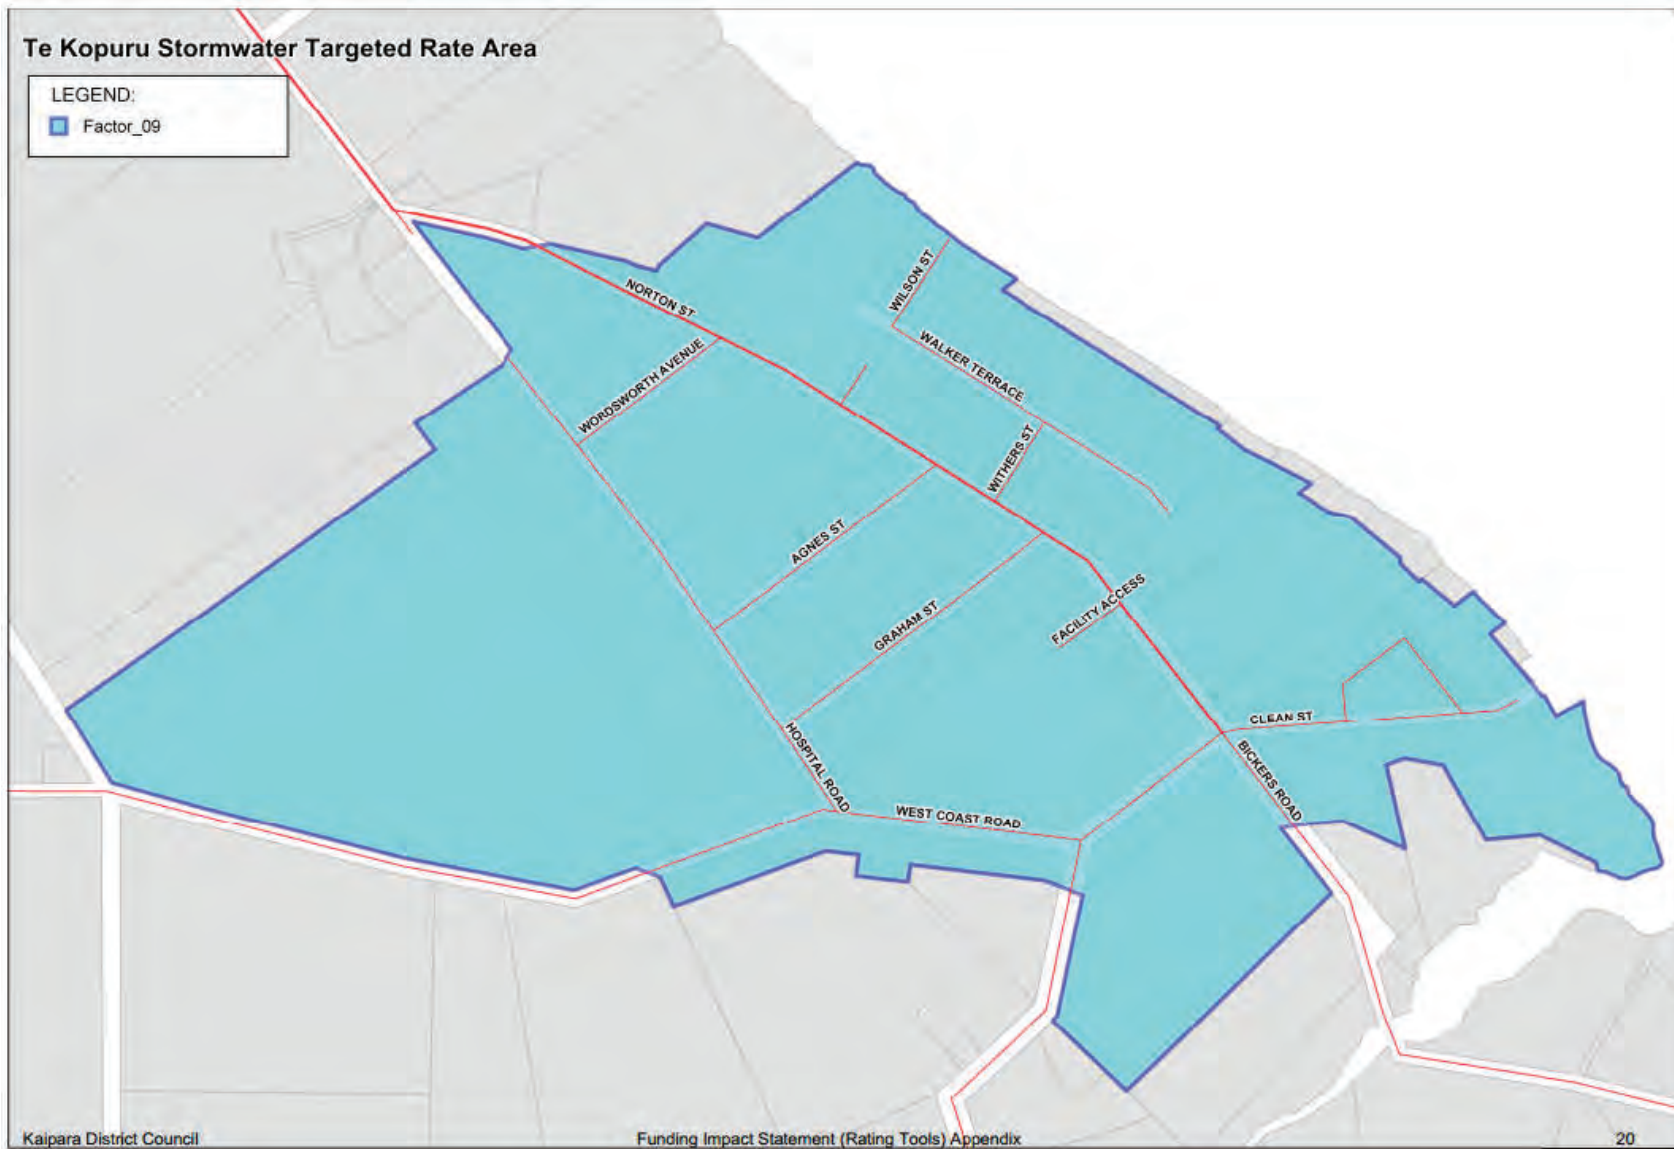 Te Kopuru Stormwater Targeted Rate Area
LEGEND:
Factor_09
NORTON ST
WILSON ST
WALKER TERRACE
WORDSWORTH AVENUE
WITHERS ST
AGNES ST
GRAHAM ST
FACILITY ACCESS
HOSPITAL ROAD
WEST COAST ROAD
CLEAN ST
BICKERS ROAD
Kaipara District Council
Funding Impact Statement (Rating Tools) Appendix
20